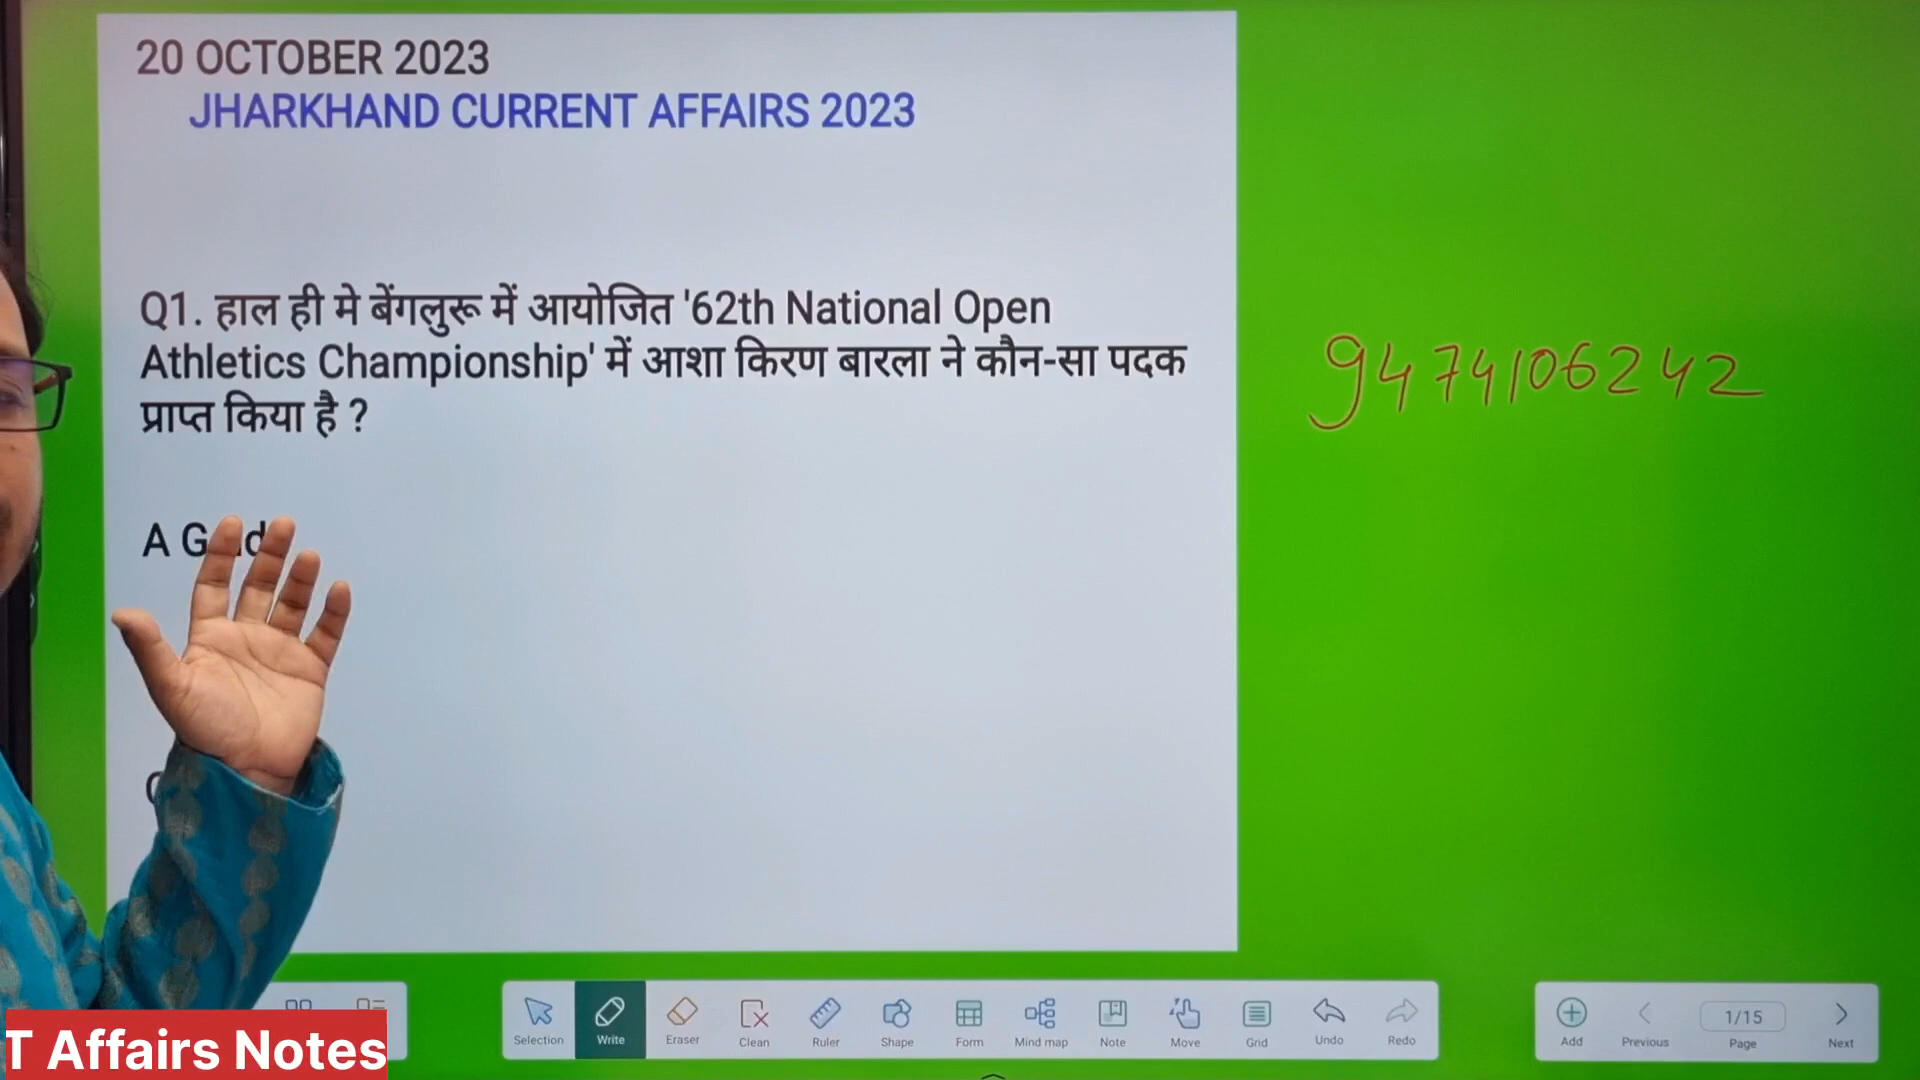 20 OCTOBER 2023
JHARKHAND CURRENT AFFAIRS 2023
Q1. हाल ही मे बेंगलुरू में आयोजित '62th National Open
Athletics Championship' में आशा किरण बारला ने कौन-सा पदक
प्राप्त किया है ?
A
9474106242
Selection
Write
Eraser
Clean
Ruler
Shape
Form
Mind map
Note
Move
Grid
Undo
Redo
Add
Previous
1/15
Page
Next
T Affairs Notes